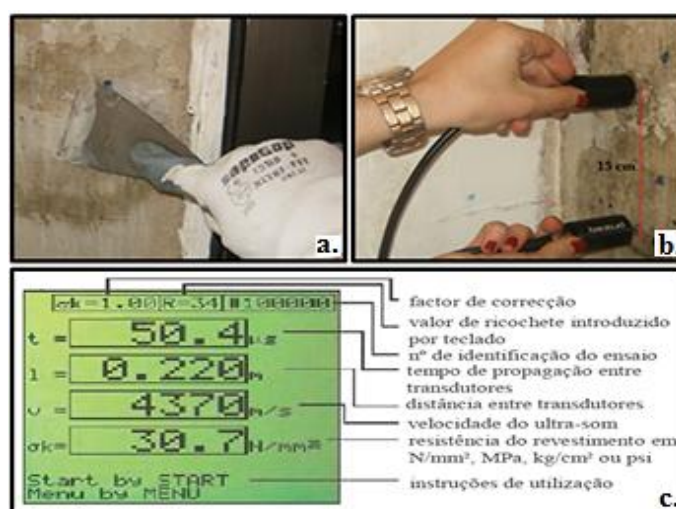 a.
15 cm
b.
σk=1.00 R=34 #100000
t = 50.4 µs
l = 0.220 m
υ = 4370 m/s
σk= 30.7 N/mm²
Start by START
Menu by MENU
factor de correcção
valor de ricochete introduzido
por teclado
nº de identificação do ensaio
tempo de propagação entre
transdutores
distância entre transdutores
velocidade do ultra-som
resistência do revestimento em
N/mm², MPa, kg/cm² ou psi
instruções de utilização
c.